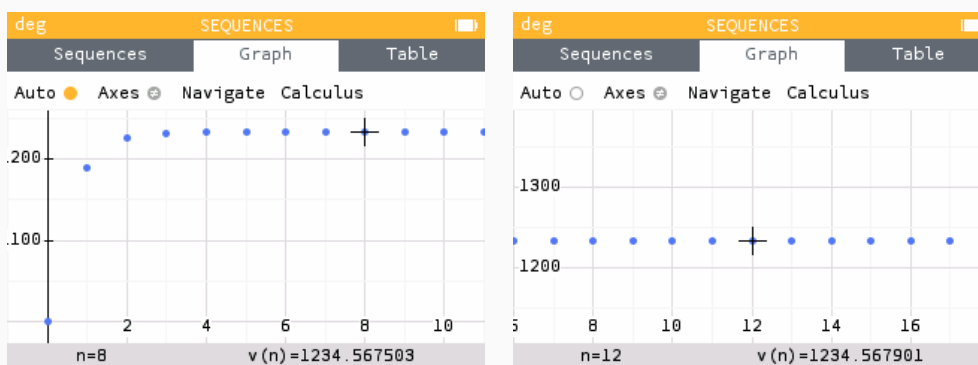 deg SEQUENCES
Sequences Graph Table
Auto Axes Navigate Calculus
200
100
2 4 6 8 10
n=8 v(n)=1234.567503
deg SEQUENCES
Sequences Graph Table
Auto Axes Navigate Calculus
1300
1200
8 10 12 14 16
n=12 v(n)=1234.567901